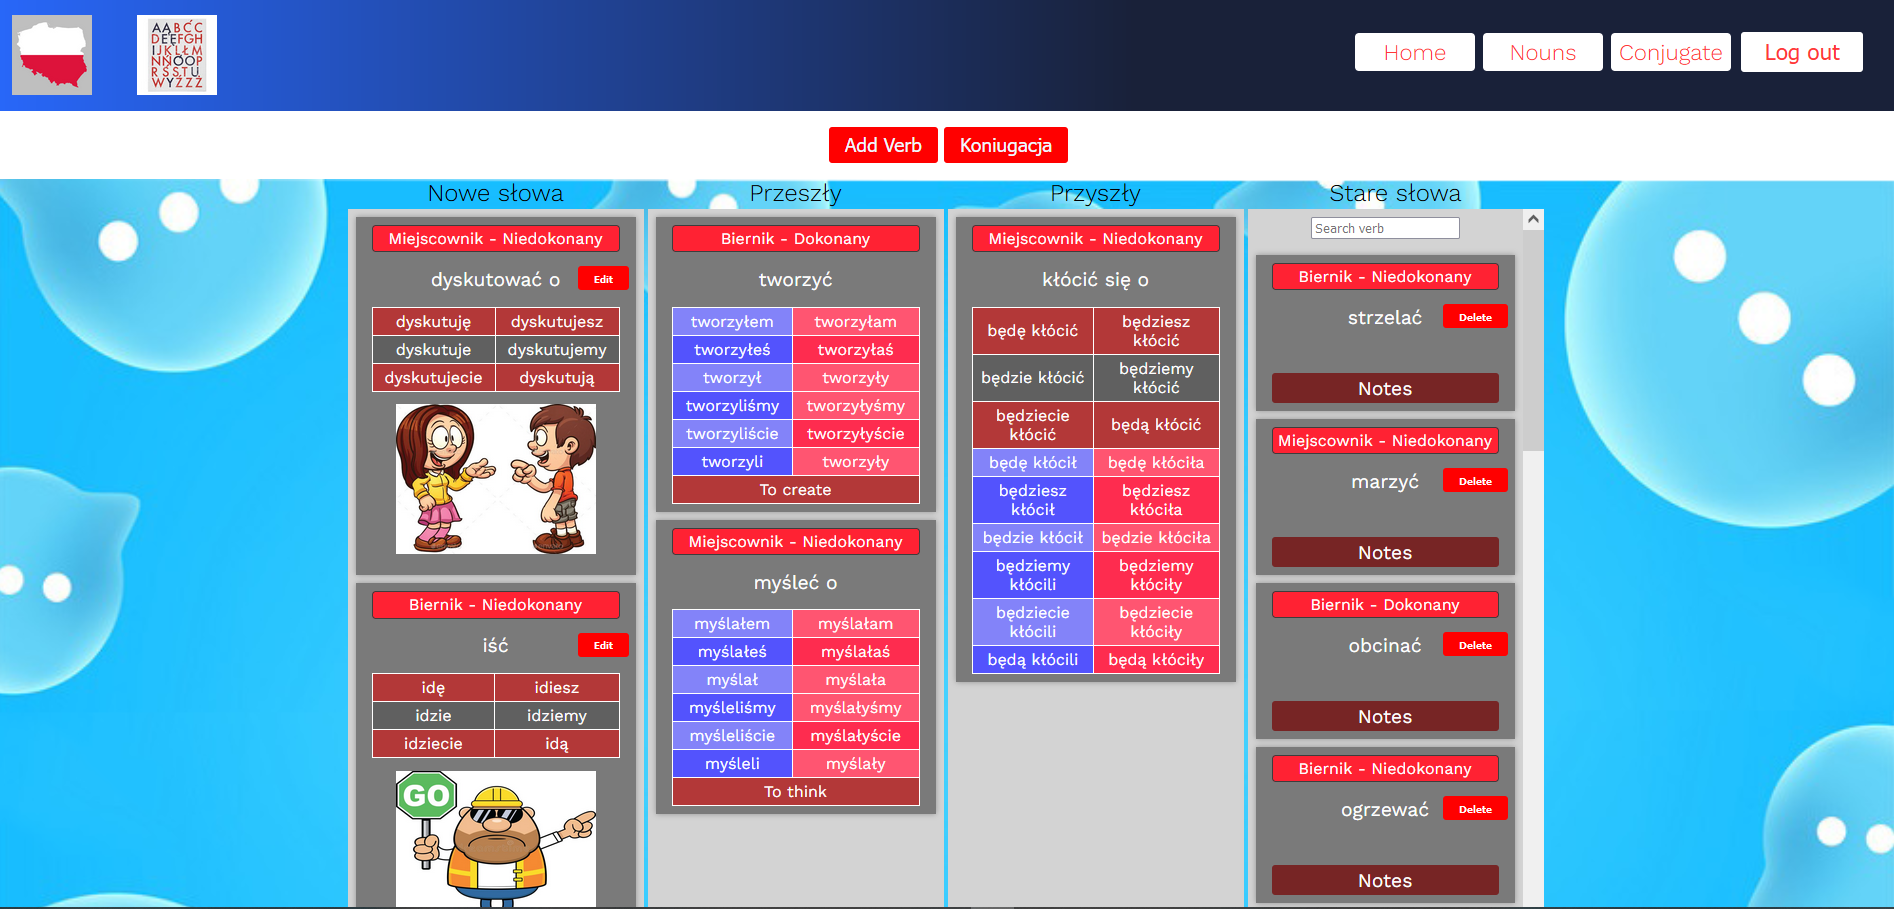 AĄBCĆ
DEĘFGH
IJKLŁM
NŃOÓP
RSŚTU
WYZŹŻ
Home
Nouns
Conjugate
Log out
Add Verb
Koniugacja
Nowe słowa
Miejscownik - Niedokonany
dyskutować o
Edit
dyskutuję dyskutujesz
dyskutuje dyskutujemy
dyskutujecie dyskutują
Biernik - Niedokonany
iść
Edit
idę idiesz
idzie idziemy
idziecie idą
GO
Przeszły
Biernik - Dokonany
tworzyć
tworzyłem tworzyłam
tworzyłeś tworzyłaś
tworzył tworzyły
tworzyliśmy tworzyłyśmy
tworzyliście tworzyłyście
tworzyli tworzyły
To create
Miejscownik - Niedokonany
myśleć o
myślałem myślałam
myślałeś myślałaś
myślał myślała
myśleliśmy myślałyśmy
myśleliście myślałyście
myśleli myślały
To think
Przyszły
Miejscownik - Niedokonany
kłócić się o
będę kłócić będziesz
kłócić
będzie kłócić będziemy
kłócić
będziecie
kłócić będą kłócić
będę kłócił będę kłóciła
będziesz
kłócił będziesz
kłóciła
będzie kłócił będzie kłóciła
będziemy
kłócili będziemy
kłóciły
będziecie
kłócili będziecie
kłóciły
będą kłócili będą kłóciły
Stare słowa
Search verb
Biernik - Niedokonany
strzelać
Delete
Notes
Miejscownik - Niedokonany
marzyć
Delete
Notes
Biernik - Dokonany
obcinać
Delete
Notes
Biernik - Niedokonany
ogrzewać
Delete
Notes